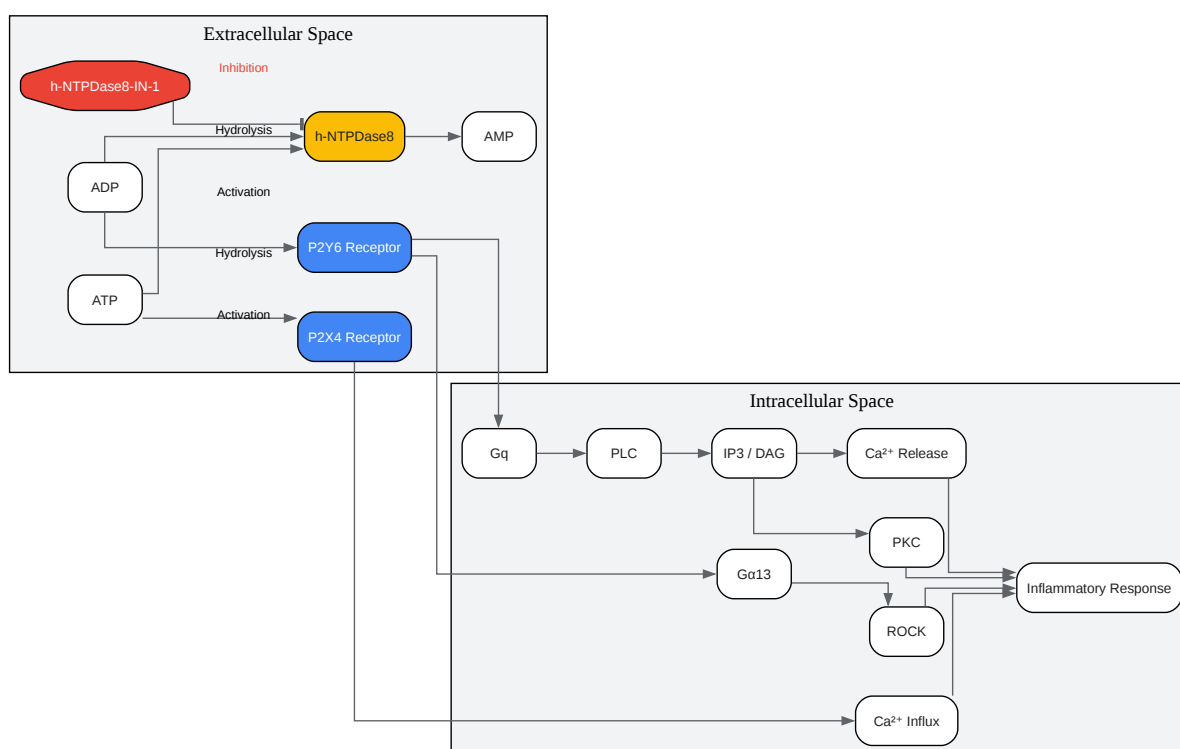 Extracellular Space
Inhibition
h-NTPDase8-IN-1
Hydrolysis
h-NTPDase8
AMP
ADP
Activation
P2Y6 Receptor
Hydrolysis
ATP
Activation
P2X4 Receptor
Intracellular Space
Gq
PLC
IP3 / DAG
Ca²⁺ Release
PKC
Gα13
Inflammatory Response
ROCK
Ca²⁺ Influx